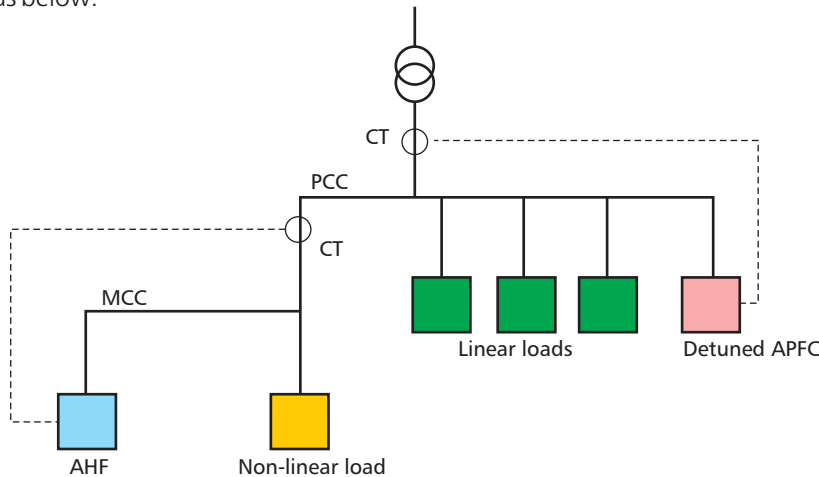 as below:
CT
PCC
CT
MCC
Linear loads
Detuned APFC
AHF
Non-linear load